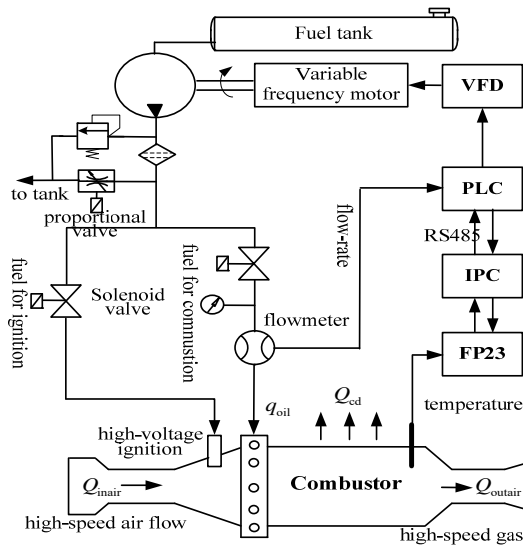 Fuel tank
Variable
frequency motor
VFD
to tank
proportional
valve
PLC
flow-rate
RS485
fuel for ignition
Solenoid
valve
fuel for comnustion
flowmeter
IPC
FP23
temperature
q_oil
Q_cd
high-voltage
ignition
Q_inair
Combustor
Q_outair
high-speed air flow
high-speed gas